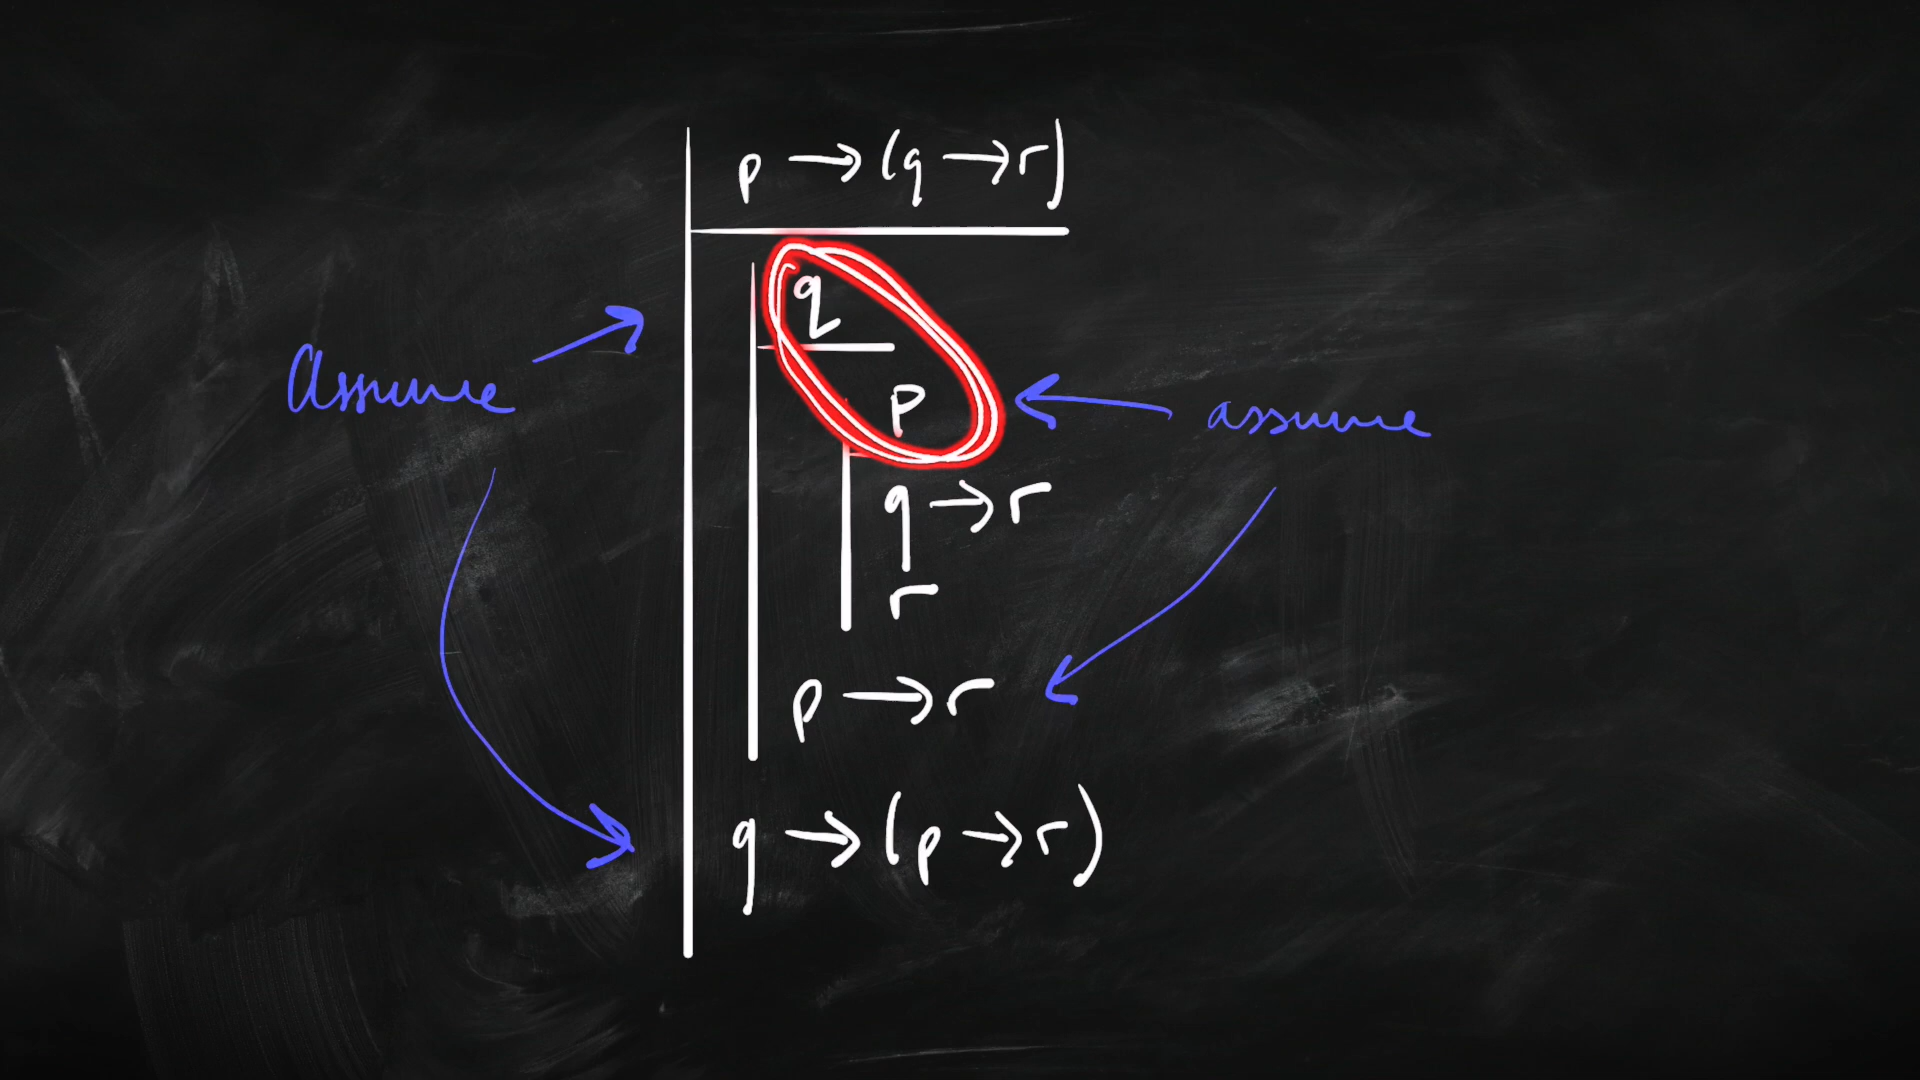 p → (q → r)
q
Assume
p
assume
q → r
r
p → r
q → (p → r)